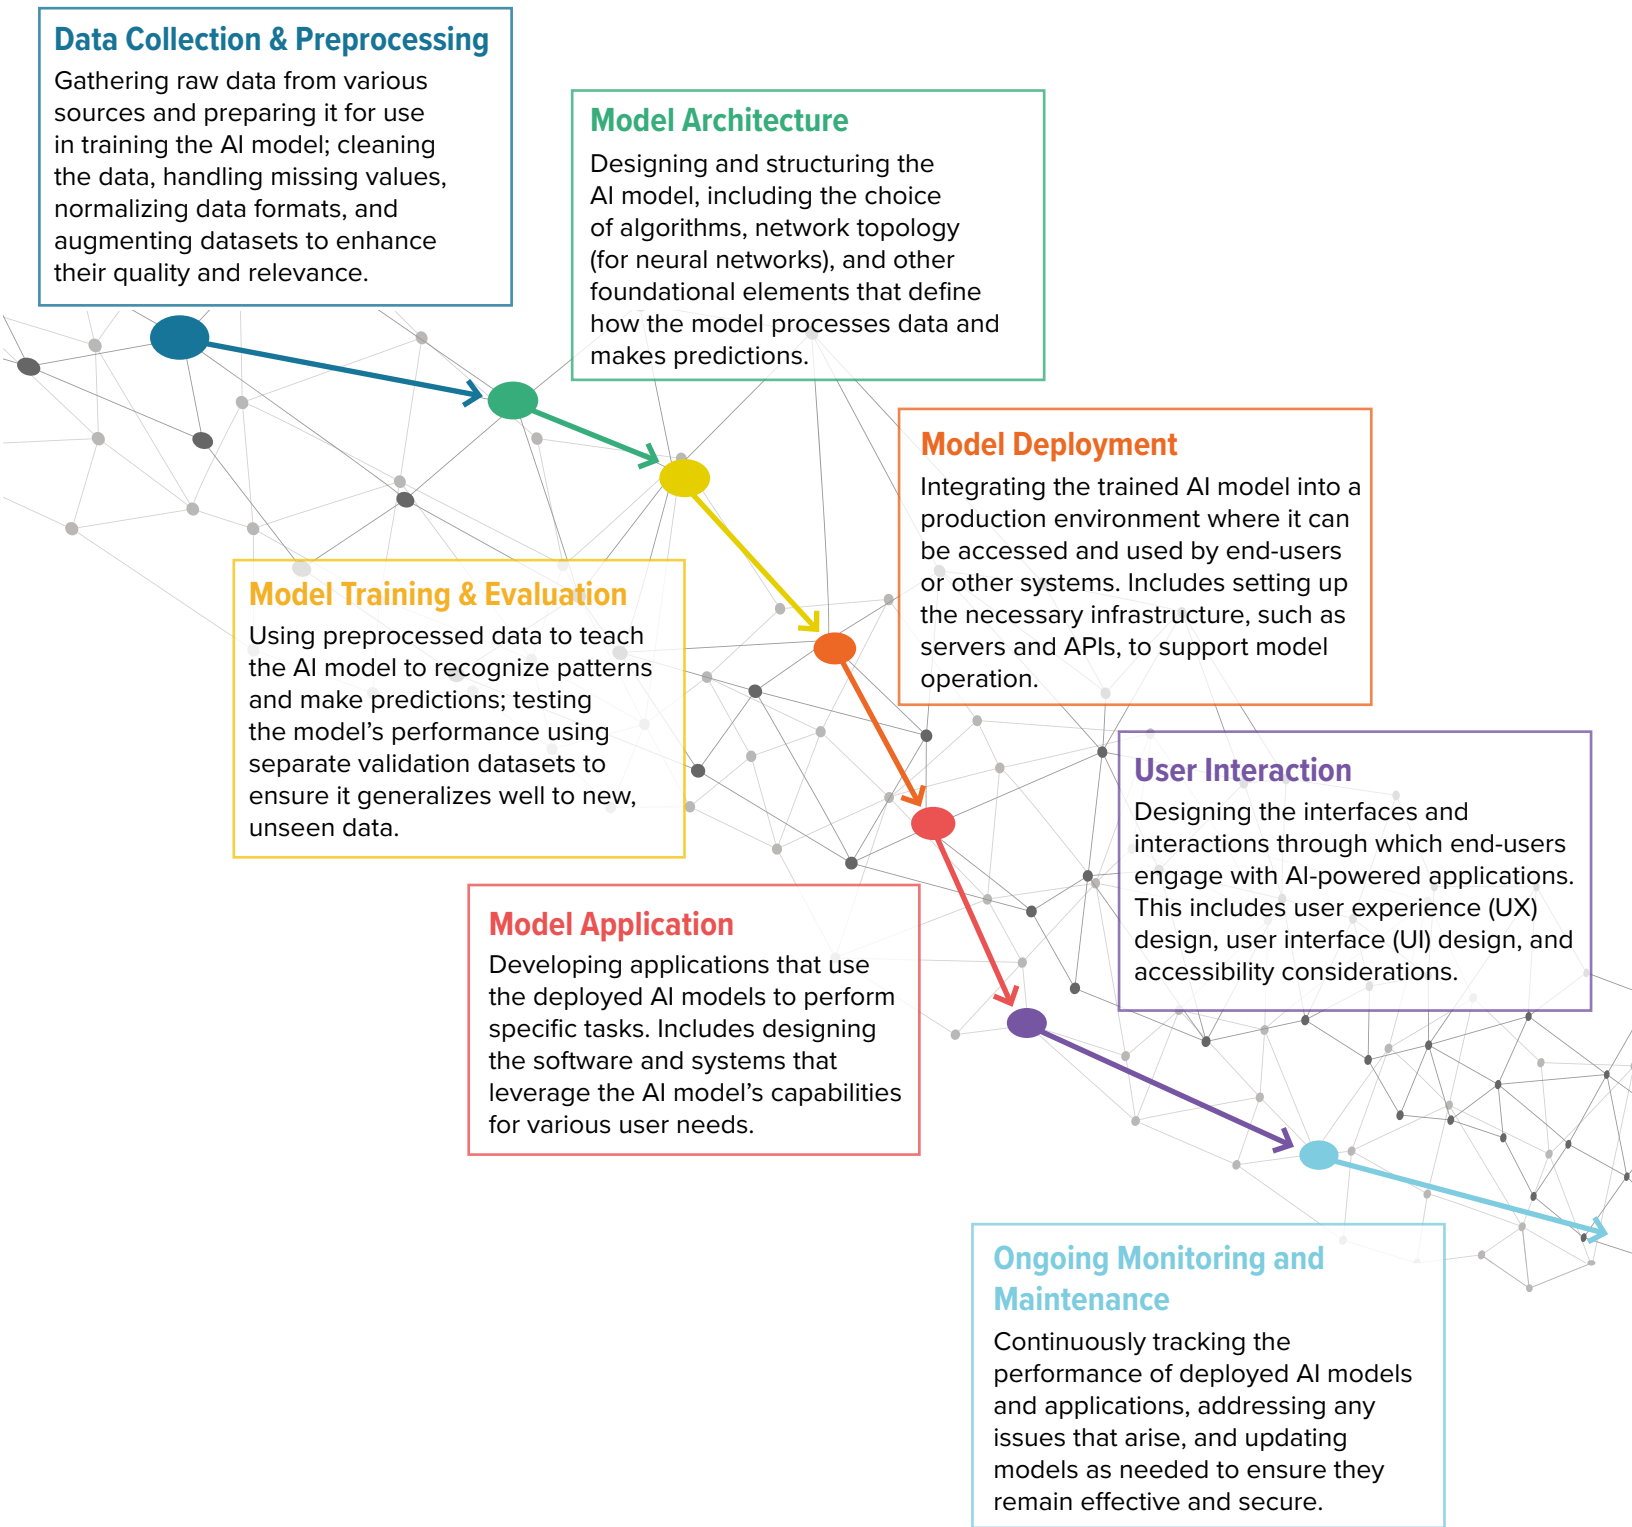 Data Collection & Preprocessing
Gathering raw data from various
sources and preparing it for use
in training the AI model; cleaning
the data, handling missing values,
normalizing data formats, and
augmenting datasets to enhance
their quality and relevance.
Model Architecture
Designing and structuring the
AI model, including the choice
of algorithms, network topology
(for neural networks), and other
foundational elements that define
how the model processes data and
makes predictions.
Model Training & Evaluation
Using preprocessed data to teach
the AI model to recognize patterns
and make predictions; testing
the model’s performance using
separate validation datasets to
ensure it generalizes well to new,
unseen data.
Model Deployment
Integrating the trained AI model into a
production environment where it can
be accessed and used by end-users
or other systems. Includes setting up
the necessary infrastructure, such as
servers and APIs, to support model
operation.
Model Application
Developing applications that use
the deployed AI models to perform
specific tasks. Includes designing
the software and systems that
leverage the AI model’s capabilities
for various user needs.
User Interaction
Designing the interfaces and
interactions through which end-users
engage with AI-powered applications.
This includes user experience (UX)
design, user interface (UI) design, and
accessibility considerations.
Ongoing Monitoring and
Maintenance
Continuously tracking the
performance of deployed AI models
and applications, addressing any
issues that arise, and updating
models as needed to ensure they
remain effective and secure.